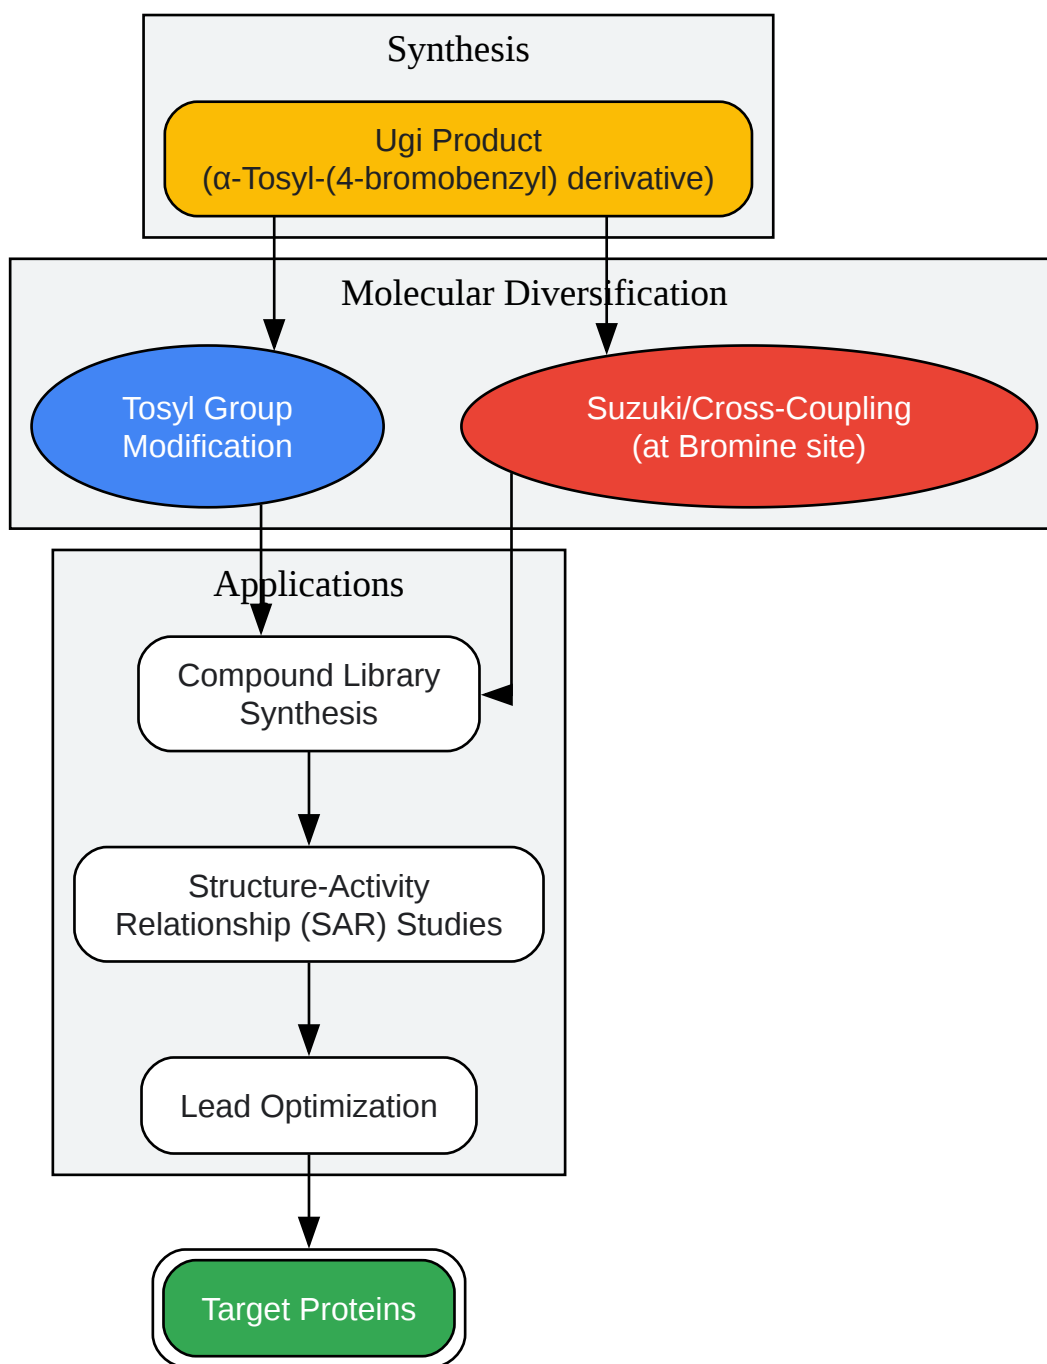 Synthesis
Ugi Product
(α-Tosyl-(4-bromobenzyl) derivative)
Molecular Diversification
Tosyl Group
Modification
Suzuki/Cross-Coupling
(at Bromine site)
Applications
Compound Library
Synthesis
Structure-Activity
Relationship (SAR) Studies
Lead Optimization
Target Proteins